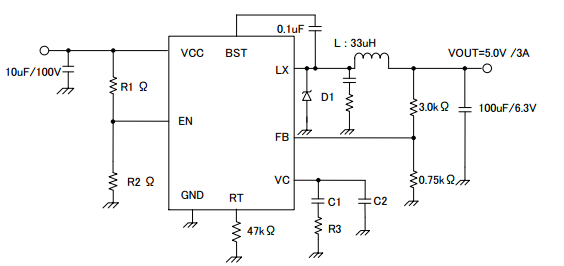 0.1uF
L : 33uH
VOUT=5.0V /3A
VCC
BST
10uF/100V
LX
R1 Ω
D1
3.0kΩ
100uF/6.3V
EN
FB
R2 Ω
VC
0.75kΩ
GND
RT
C1
C2
47kΩ
R3